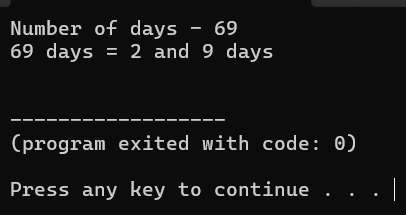 Number of days - 69
69 days = 2 and 9 days
------------------
(program exited with code: 0)
Press any key to continue . . .